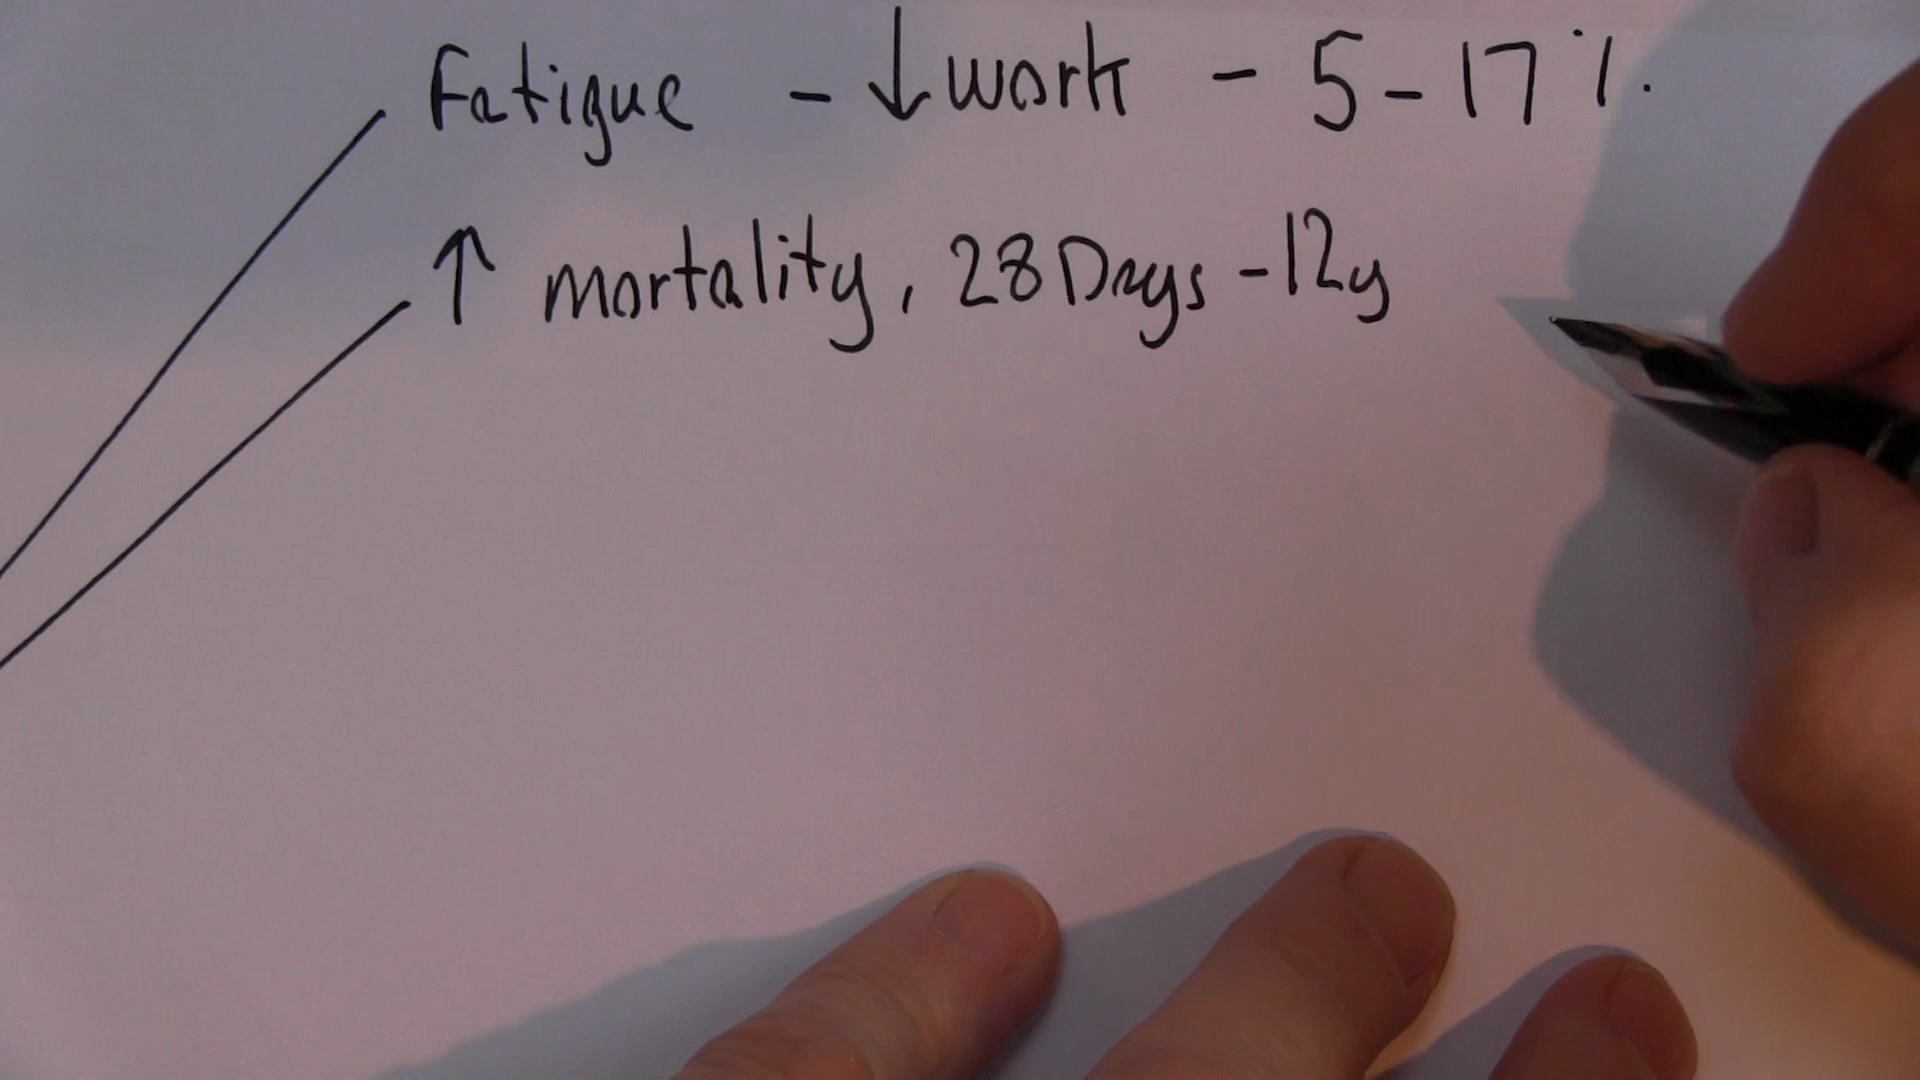 Fatigue - ↓ work - 5-17%
↑ mortality, 28 Days - 12y